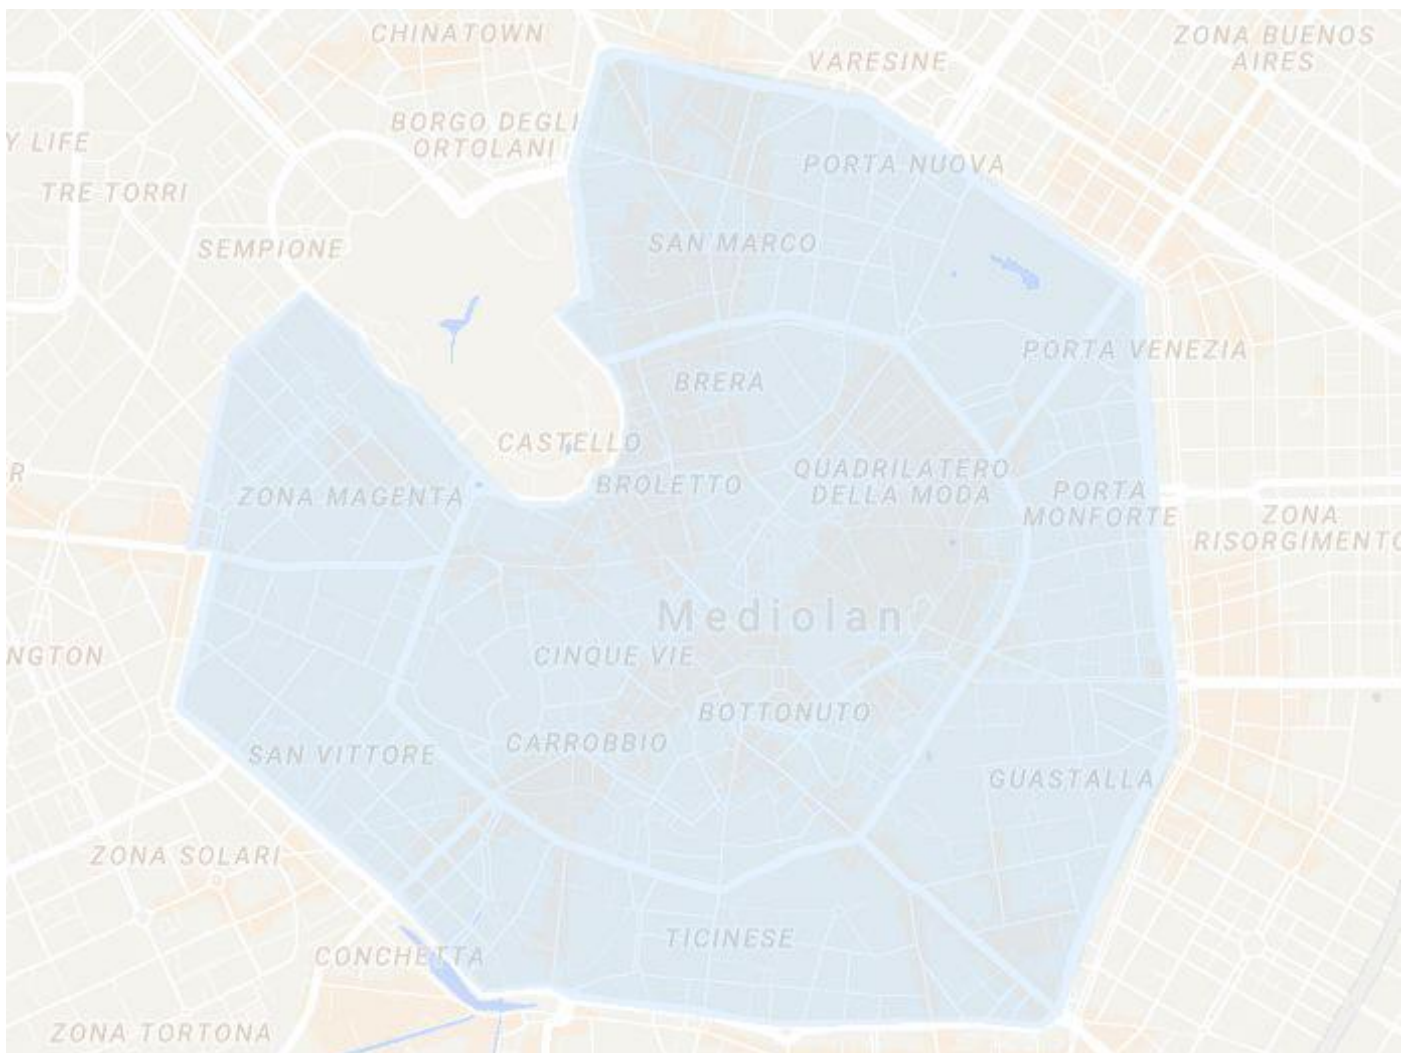 CHINATOWN
ZONA BUENOS
AIRES
VARESINE
BORGO DEGLI
ORTOLANI
Y LIFE
PORTA NUOVA
TRE TORRI
SAN MARCO
SEMPIONE
PORTA VENEZIA
BRERA
CASTELLO
QUADRILATERO
DELLA MODA
R
ZONA MAGENTA
BROLETTO
PORTA
MONFORTE
ZONA
RISORGIMENTO
Mediolan
NGTON
CINQUE VIE
BOTTONUTO
CARROBBIO
SAN VITTORE
GUASTALLA
ZONA SOLARI
TICINESE
CONCHETTA
ZONA TORTONA